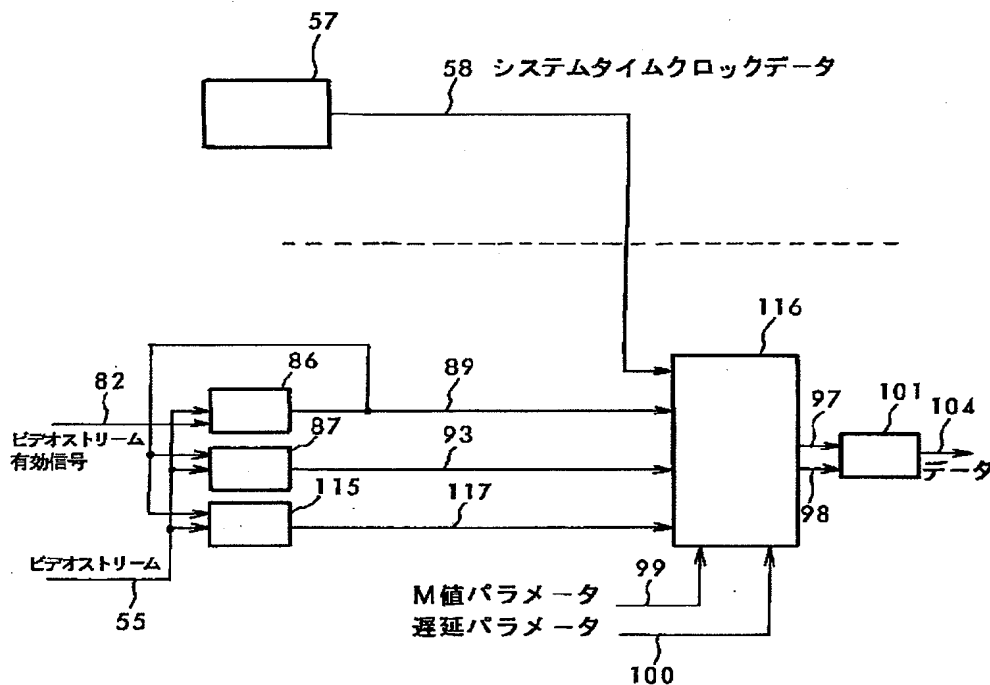 57
58 システムタイムクロックデータ
116
82
86
89
97
101
104
ビデオストリーム
有効信号
87
93
データ
98
115
117
ビデオストリーム
55
M値パラメータ
99
遅延パラメータ
100